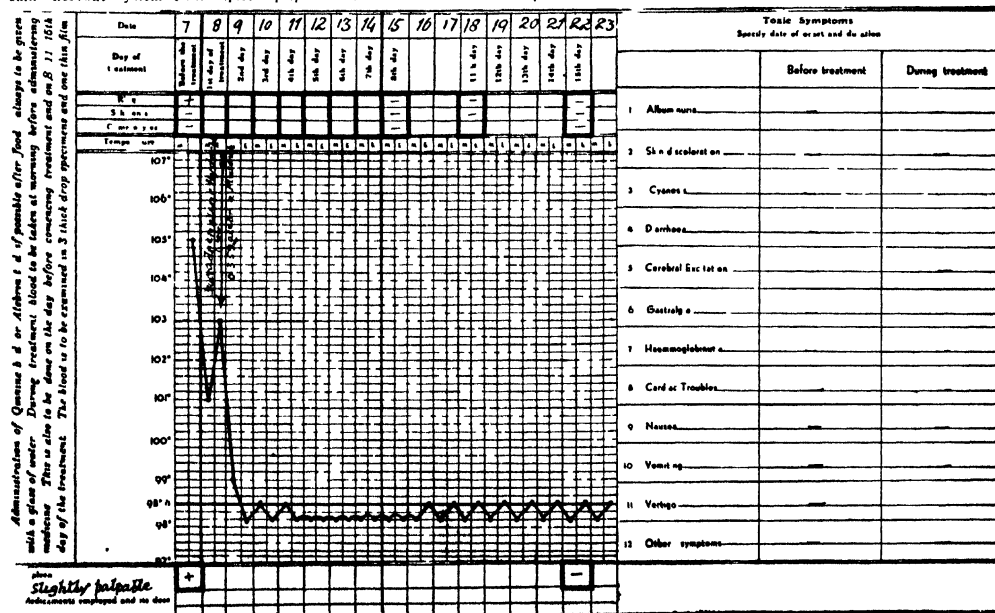 Administration of Quinine b d or Atebrin t d if possible after food always to be given
with a glass of water During treatment blood to be taken at morning before administering
medicine This is also to be done on the day before commencing treatment and on 8 11 15th
day of the treatment The blood is to be examined in 3 thick drop specimens and one thin film
Date 7 8 9 10 11 12 13 14 15 16 17 18 19 20 21 22 23
Day of treatment
Before the treatment
1st day of treatment
2nd day
3rd day
4th day
5th day
6th day
7th day
8th day
11th day
12th day
13th day
14th day
15th day
+ - - -
- - - -
- - -
107°
106°
105°
104°
103
102°
101°
100°
99°
98°
Slightly palpable
+ -
Toxic Symptoms
Specify date of onset and duration
Before treatment During treatment
1 Albuminuria
2 Skin discoloration
3 Cyanosis
4 Diarrhoea
5 Cerebral Excitation
6 Gastralgia
7 Haemmoglobinuria
8 Cardiac Troubles
9 Nausea
10 Vomiting
11 Vertigo
12 Other symptoms